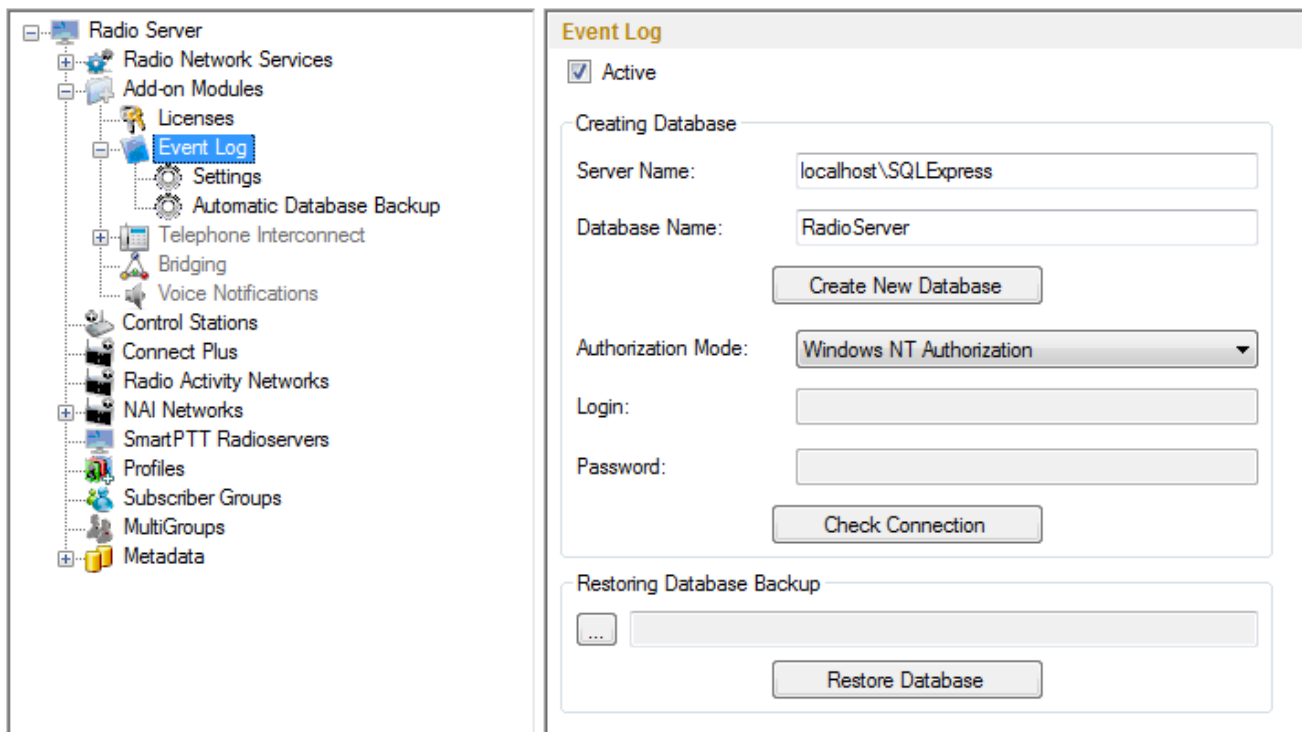 Radio Server
Radio Network Services
Add-on Modules
Licenses
Event Log
Settings
Automatic Database Backup
Telephone Interconnect
Bridging
Voice Notifications
Control Stations
Connect Plus
Radio Activity Networks
NAI Networks
SmartPTT Radioservers
Profiles
Subscriber Groups
MultiGroups
Metadata
Event Log
Active
Creating Database
Server Name: localhost\SQLExpress
Database Name: RadioServer
Create New Database
Authorization Mode: Windows NT Authorization
Login:
Password:
Check Connection
Restoring Database Backup
...
Restore Database